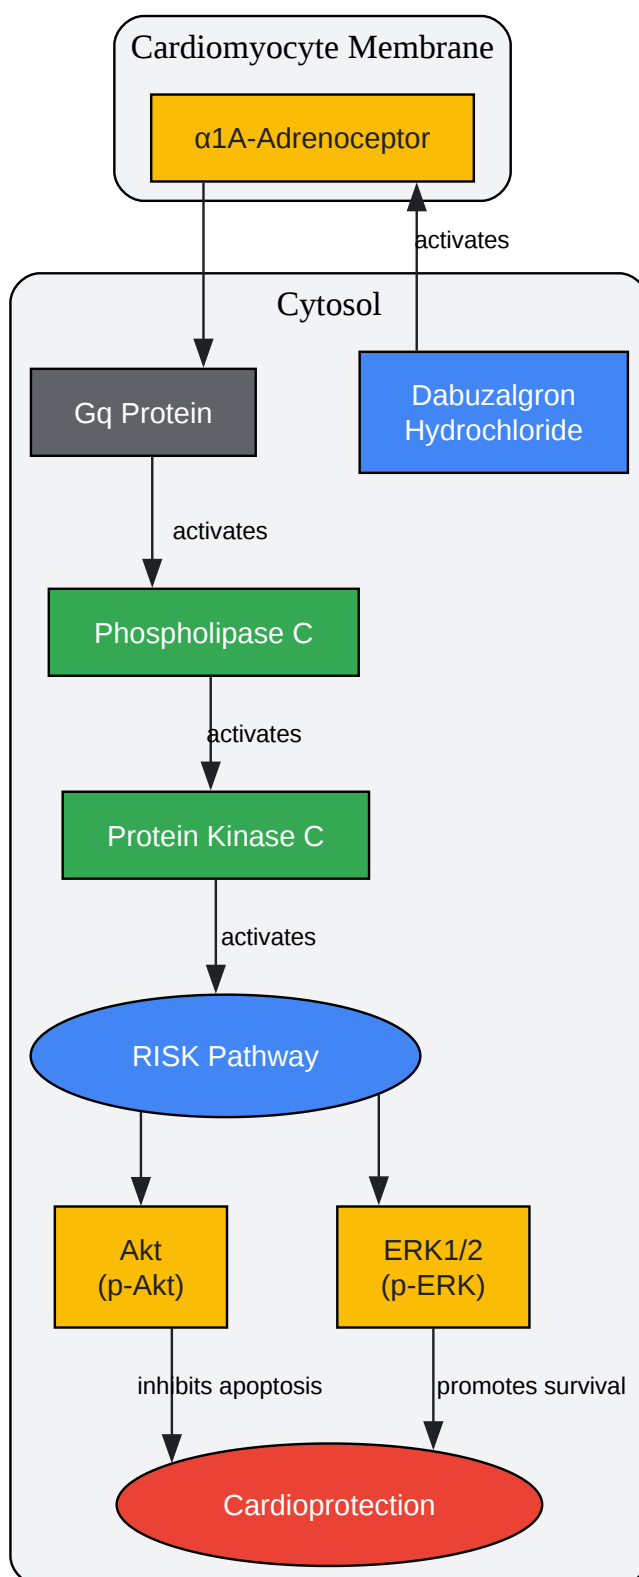 Cardiomyocyte Membrane
α1A-Adrenoceptor
activates
Cytosol
Gq Protein
Dabuzalgron
Hydrochloride
activates
Phospholipase C
activates
Protein Kinase C
activates
RISK Pathway
Akt
(p-Akt)
ERK1/2
(p-ERK)
inhibits apoptosis
promotes survival
Cardioprotection